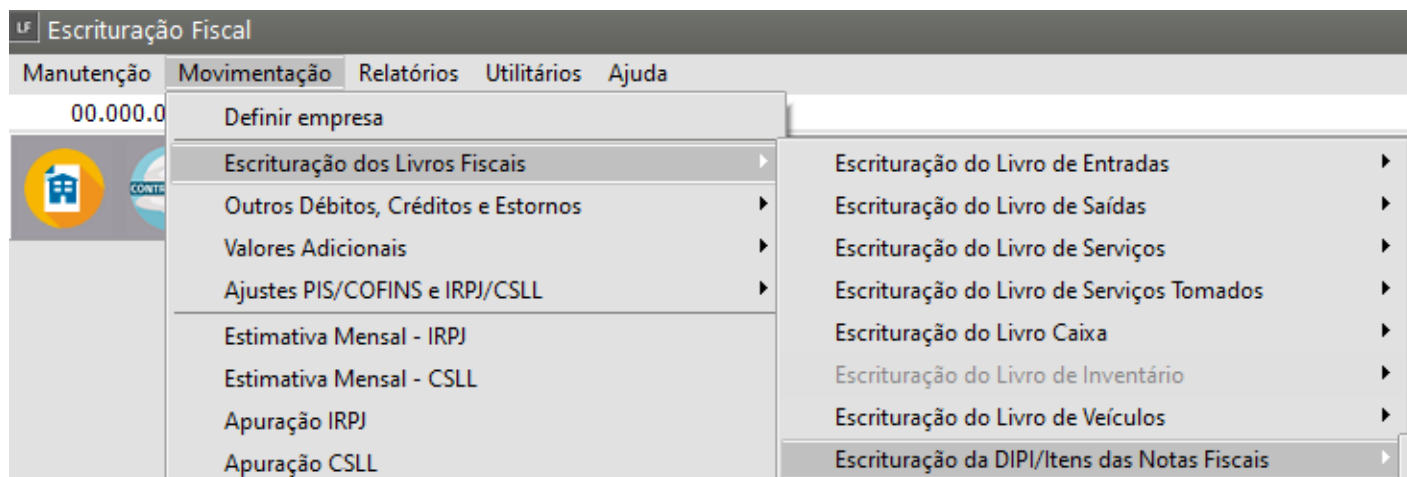 LF Escrituração Fiscal
Manutenção Movimentação Relatórios Utilitários Ajuda
00.000.0
Definir empresa
Escrituração dos Livros Fiscais
Outros Débitos, Créditos e Estornos
Valores Adicionais
Ajustes PIS/COFINS e IRPJ/CSLL
Estimativa Mensal - IRPJ
Estimativa Mensal - CSLL
Apuração IRPJ
Apuração CSLL
Escrituração do Livro de Entradas
Escrituração do Livro de Saídas
Escrituração do Livro de Serviços
Escrituração do Livro de Serviços Tomados
Escrituração do Livro Caixa
Escrituração do Livro de Inventário
Escrituração do Livro de Veículos
Escrituração da DIPI/Itens das Notas Fiscais